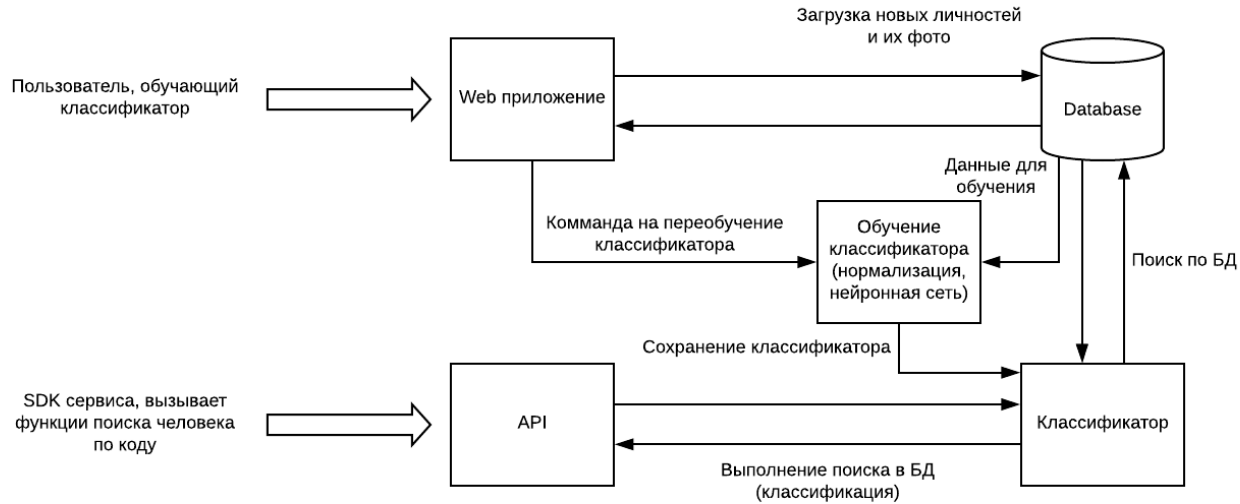 Загрузка новых личностей
и их фото
Пользователь, обучающий
классификатор
Web приложение
Database
Данные для
обучения
Комманда на переобучение
классификатора
Обучение
классификатора
(нормализация,
нейронная сеть)
Поиск по БД
Сохранение классификатора
SDK сервиса, вызывает
функции поиска человека
по коду
API
Классификатор
Выполнение поиска в БД
(классификация)